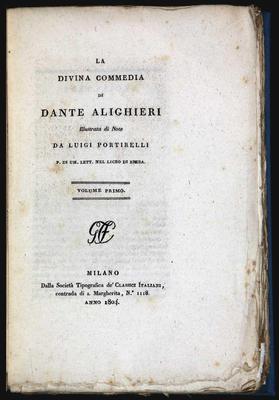 LA
DIVINA COMMEDIA
DI
DANTE ALIGHIERI
Illustrata di Note
DA LUIGI PORTIRELLI
P. DI UM. LETT. NEL LICEO DI BRERA.
VOLUME PRIMO.
MILANO
Dalla Società Tipografica de' CLASSICI ITALIANI,
contrada di s. Margherita, N.° 1118.
ANNO 1804.